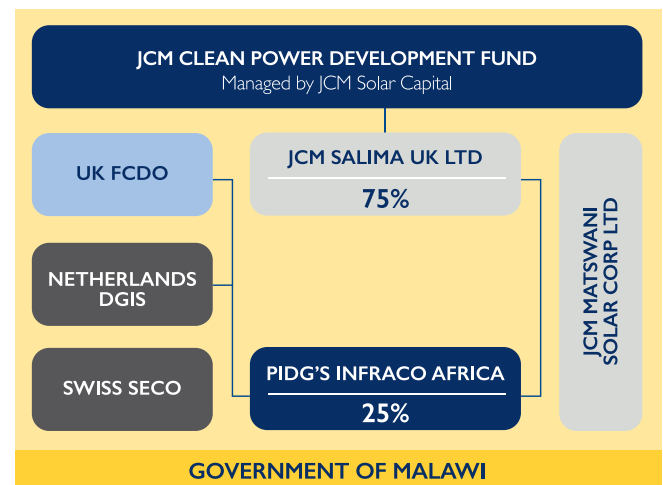 JCM CLEAN POWER DEVELOPMENT FUND
Managed by JCM Solar Capital
UK FCDO
JCM SALIMA UK LTD
75%
JCM MATSWANI
SOLAR CORP LTD
NETHERLANDS
DGIS
SWISS SECO
PIDG'S INFRACO AFRICA
25%
GOVERNMENT OF MALAWI